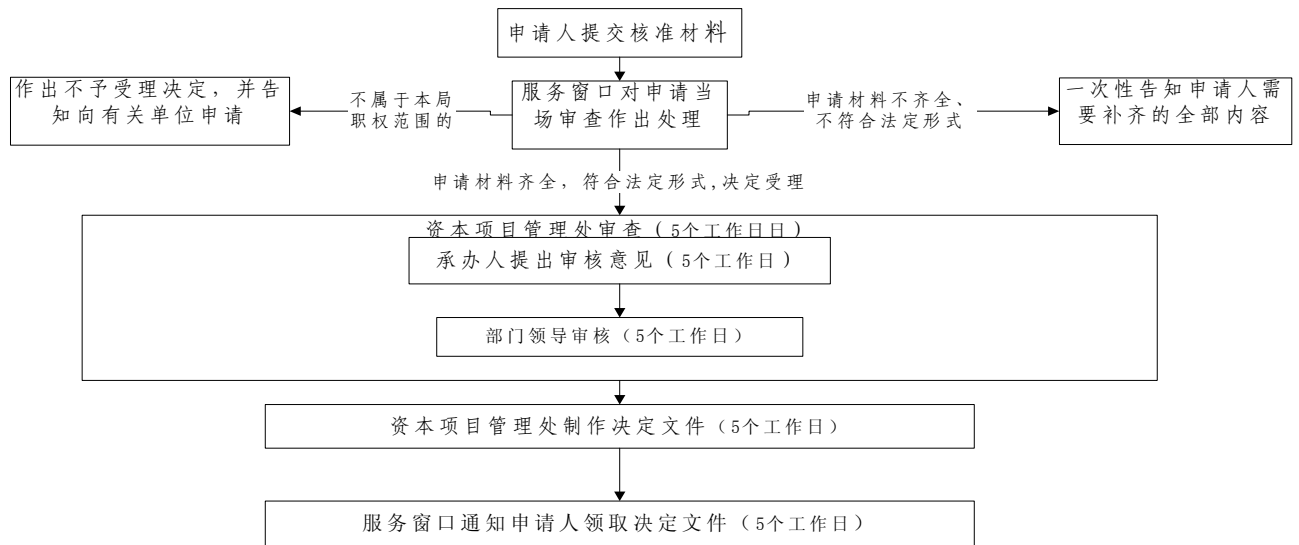 申请人提交核准材料
作出不予受理决定，并告
知向有关单位申请
不属于本局
职权范围的
服务窗口对申请当
场审查作出处理
申请材料不齐全、
不符合法定形式
一次性告知申请人需
要补齐的全部内容
申请材料齐全，符合法定形式,决定受理
资本项目管理处审查（5个工作日日）
承办人提出审核意见（5个工作日）
部门领导审核（5个工作日）
资本项目管理处制作决定文件（5个工作日）
服务窗口通知申请人领取决定文件（5个工作日）